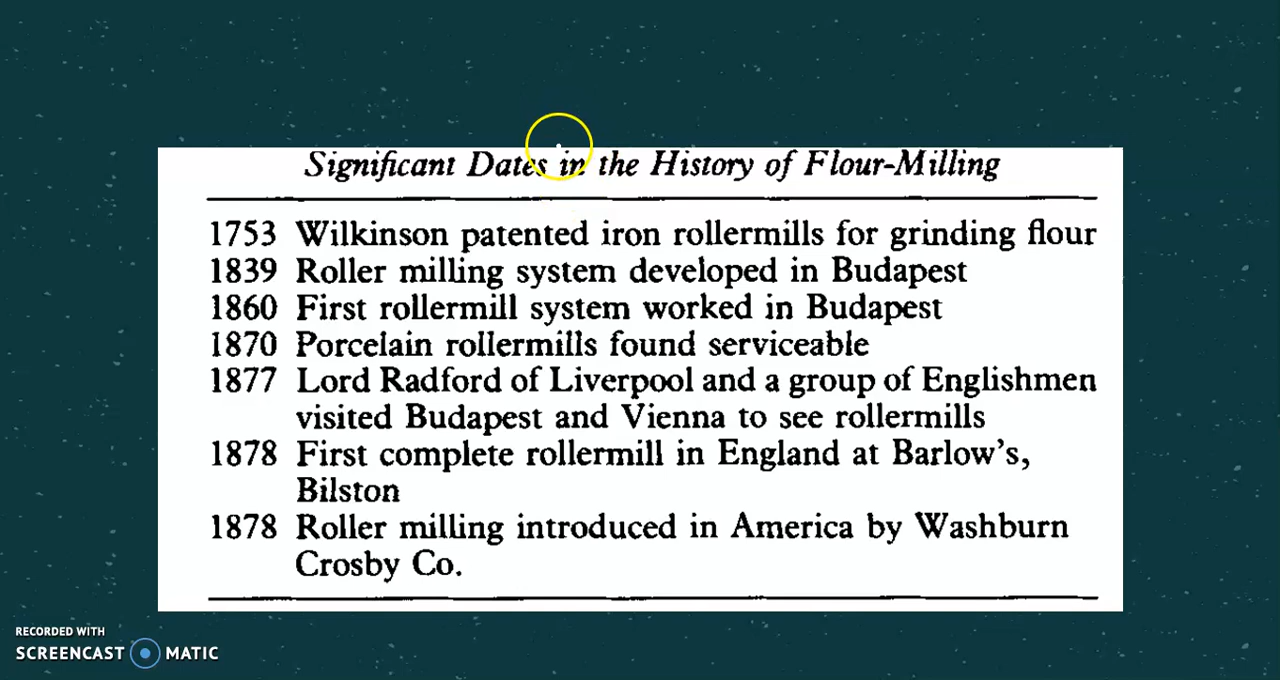 Significant Dates in the History of Flour-Milling
1753 Wilkinson patented iron rollermills for grinding flour
1839 Roller milling system developed in Budapest
1860 First rollermill system worked in Budapest
1870 Porcelain rollermills found serviceable
1877 Lord Radford of Liverpool and a group of Englishmen
visited Budapest and Vienna to see rollermills
1878 First complete rollermill in England at Barlow's,
Bilston
1878 Roller milling introduced in America by Washburn
Crosby Co.
RECORDED WITH
SCREENCAST MATIC